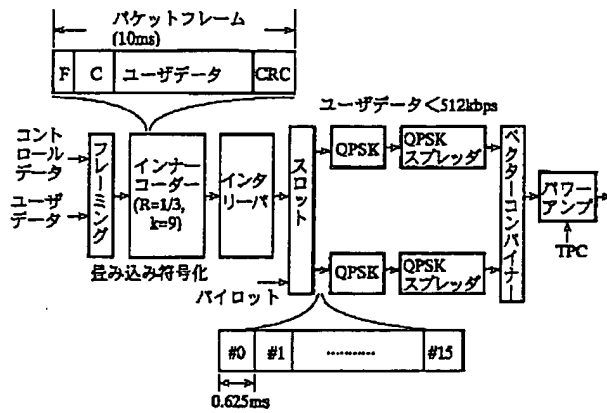 パケットフレーム
(10ms)
F
C
ユーザデータ
CRC
ユーザデータ<512kbps
コント
ロール
データ
ユーザ
データ
フレーミング
インナー
コーダー
(R=1/3,
k=9)
畳み込み符号化
インタ
リーバ
パイロット
スロット
QPSK
QPSK
スプレッダ
QPSK
QPSK
スプレッダ
ベクターコンバイナー
パワー
アンプ
TPC
#0
#1
...........
#15
0.625ms